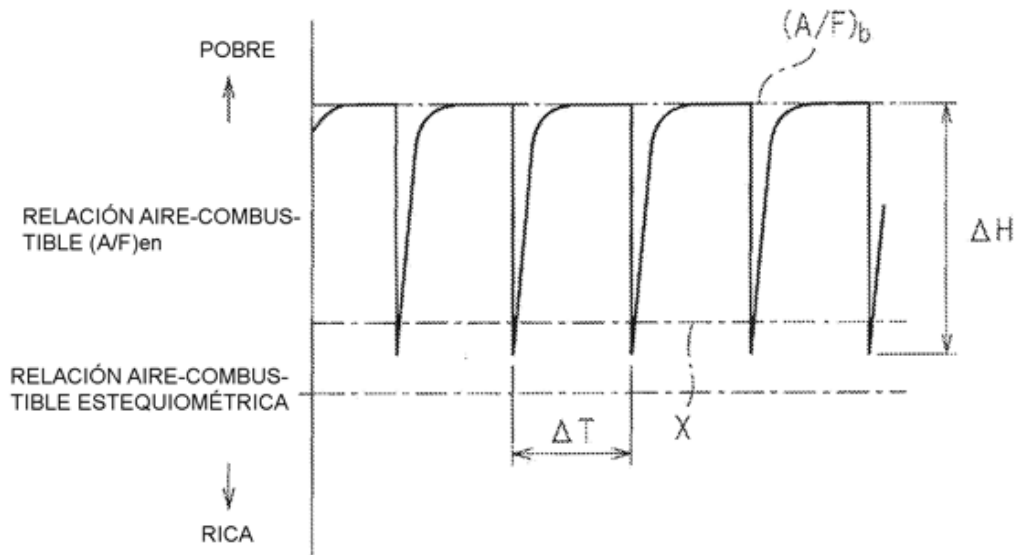 (A/F)b
POBRE
RELACIÓN AIRE-COMBUS-
TIBLE (A/F)en
ΔH
RELACIÓN AIRE-COMBUS-
TIBLE ESTEQUIOMÉTRICA
ΔT
X
RICA